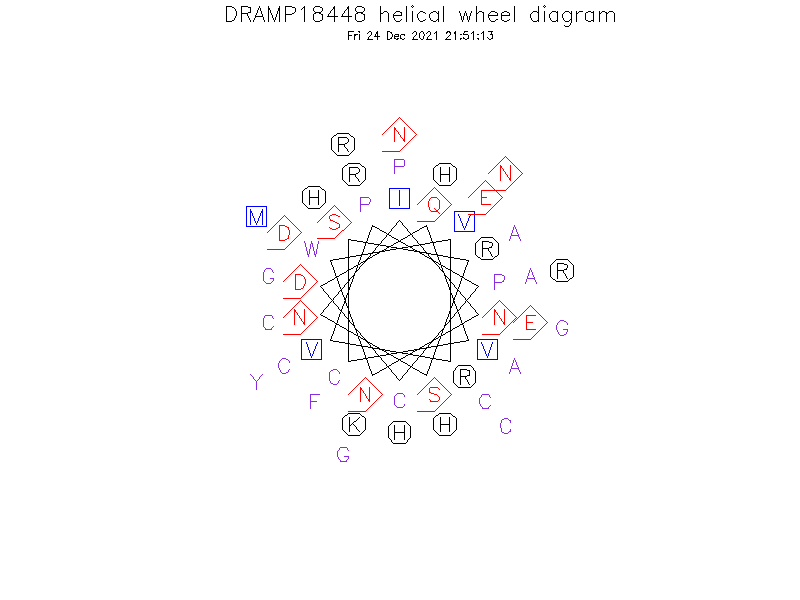 DRAMP18448 helical wheel diagram
Fri 24 Dec 2021 21:51:13
N
R
P
R H N
H P I Q E
M D S V A
W R
G D P A R
C N N E G
V V
Y C C R A
F N C S C
K H H C
G